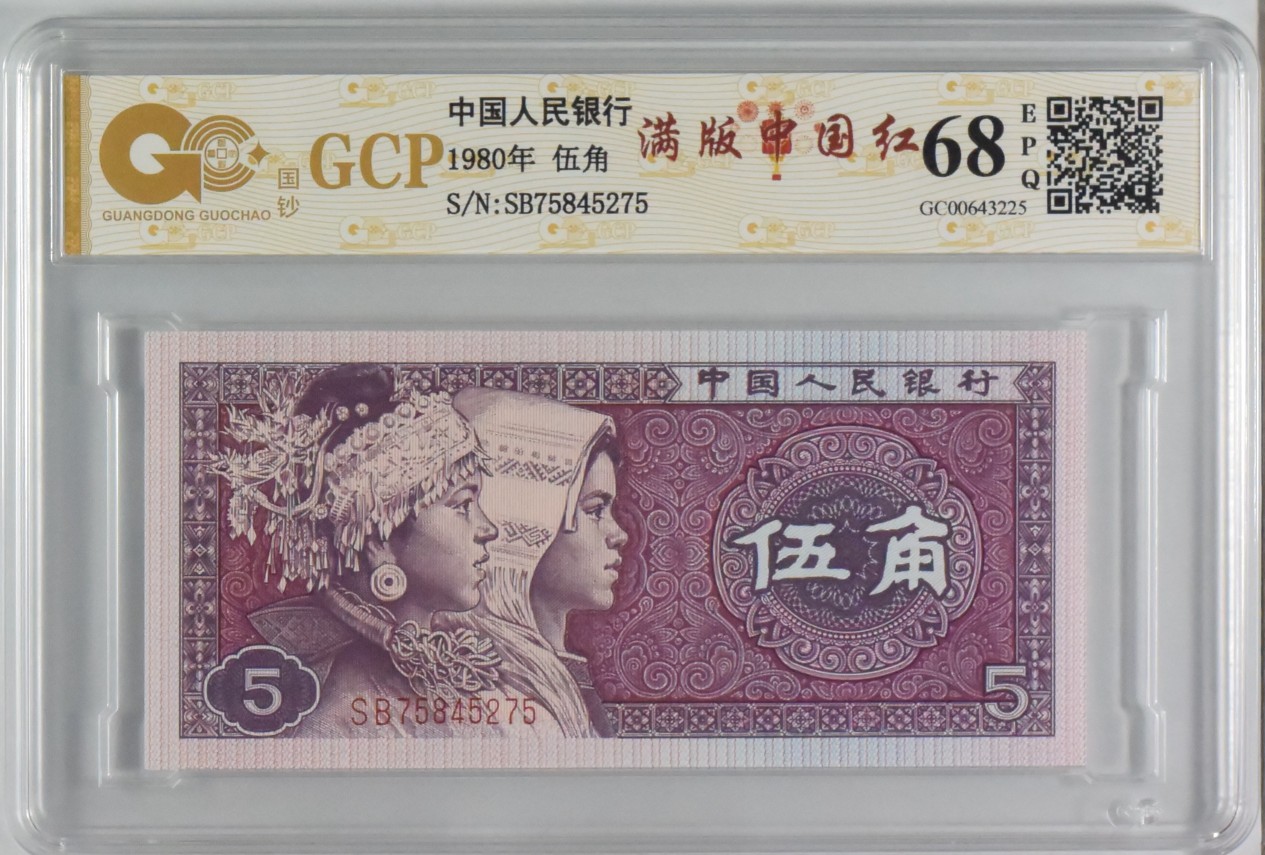 GCP
国钞
GUANGDONG GUOCHAO
中国人民银行
1980年 伍角
S/N:SB75845275
满版中国红
68
EPQ
GC00643225
中国人民银行
伍角
5
SB75845275
5